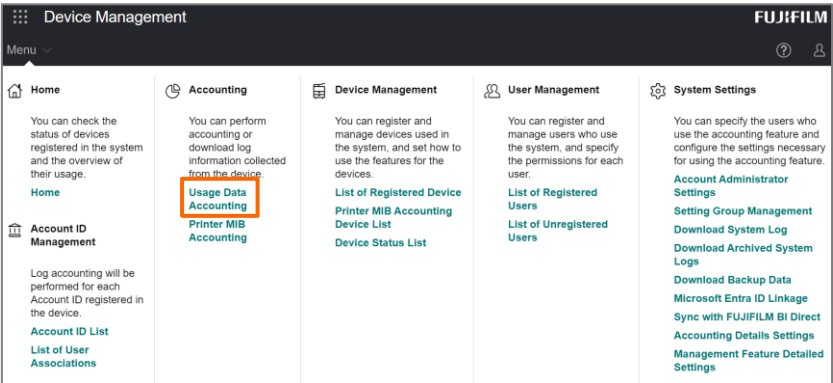 Device Management
FUJIFILM
Menu
?
Home
You can check the
status of devices
registered in the system
and the overview of
their usage.
Home
Account ID
Management
Log accounting will be
performed for each
Account ID registered in
the device.
Account ID List
List of User
Associations
Accounting
You can perform
accounting or
download log
information collected
from the device.
Usage Data
Accounting
Printer MIB
Accounting
Device Management
You can register and
manage devices used in
the system, and set how to
use the features for the
devices.
List of Registered Device
Printer MIB Accounting
Device List
Device Status List
User Management
You can register and
manage users who use
the system, and specify
the permissions for each
user.
List of Registered
Users
List of Unregistered
Users
System Settings
You can specify the users who
use the accounting feature and
configure the settings necessary
for using the accounting feature.
Account Administrator
Settings
Setting Group Management
Download System Log
Download Archived System
Logs
Download Backup Data
Microsoft Entra ID Linkage
Sync with FUJIFILM BI Direct
Accounting Details Settings
Management Feature Detailed
Settings